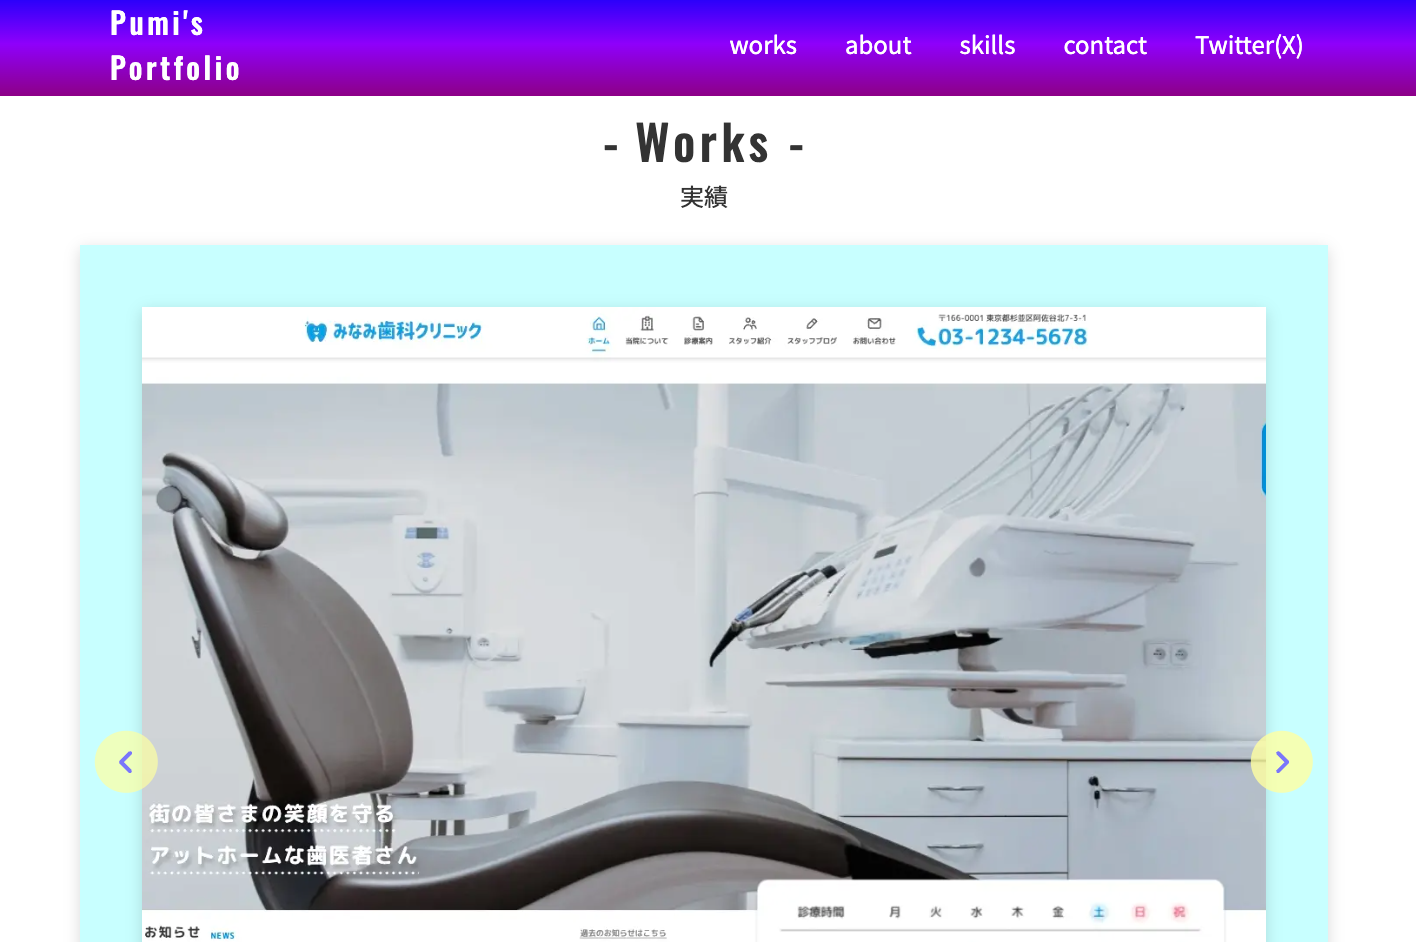 Pumi's
Portfolio
works about skills contact Twitter(X)
- Works -
実績
みなみ歯科クリニック
ホーム 当院について 診療案内 スタッフ紹介 スタッフブログ お問い合わせ
〒166-0001 東京都杉並区阿佐谷北7-3-1
03-1234-5678
街の皆さまの笑顔を守る
アットホームな歯医者さん
診療時間 月 火 水 木 金 土 日 祝
お知らせ NEWS
過去のお知らせはこちら